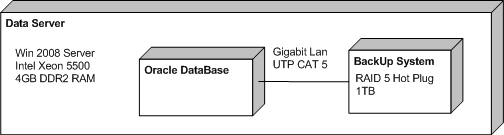 Data Server
Win 2008 Server
Intel Xeon 5500
4GB DDR2 RAM
Oracle DataBase
Gigabit Lan
UTP CAT 5
BackUp System
RAID 5 Hot Plug
1TB